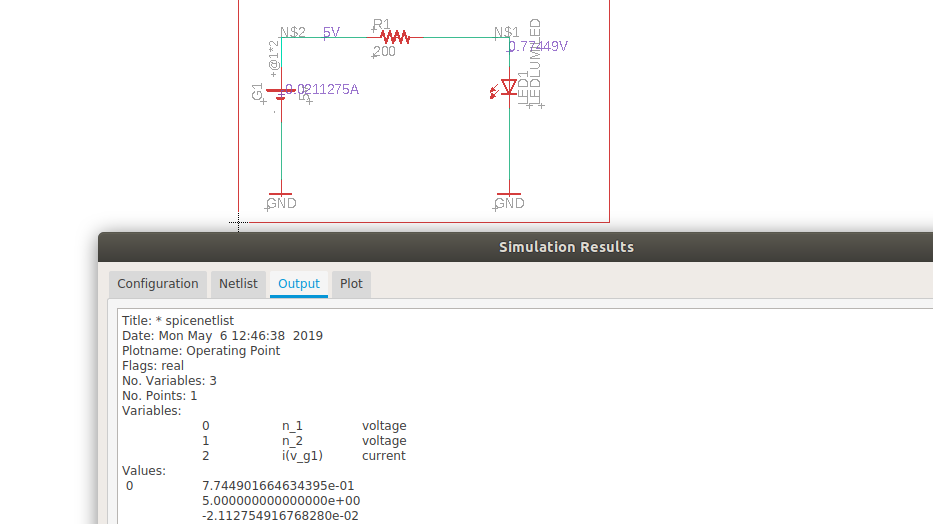 N$2
5V
R1
200
N$1
0.77449V
+@1*2
G1
0.0211275A
LED1
LEDLUMILED
GND
GND
Simulation Results
Configuration Netlist Output Plot
Title: * spicenetlist
Date: Mon May  6 12:46:38  2019
Plotname: Operating Point
Flags: real
No. Variables: 3
No. Points: 1
Variables:
0 n_1 voltage
1 n_2 voltage
2 i(v_g1) current
Values:
0 7.744901664634395e-01
5.000000000000000e+00
-2.112754916768280e-02